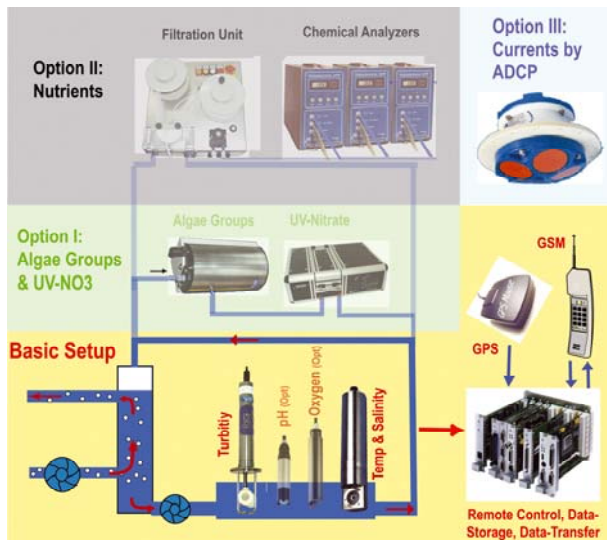 Filtration Unit
Chemical Analyzers
Option II:
Nutrients
Option III:
Currents by
ADCP
Algae Groups
UV-Nitrate
Option I:
Algae Groups
& UV-NO3
GSM
GPS
Basic Setup
Turbitiy
pH (Opt)
Oxygen (Opt)
Temp & Salinity
Remote Control, Data-
Storage, Data-Transfer